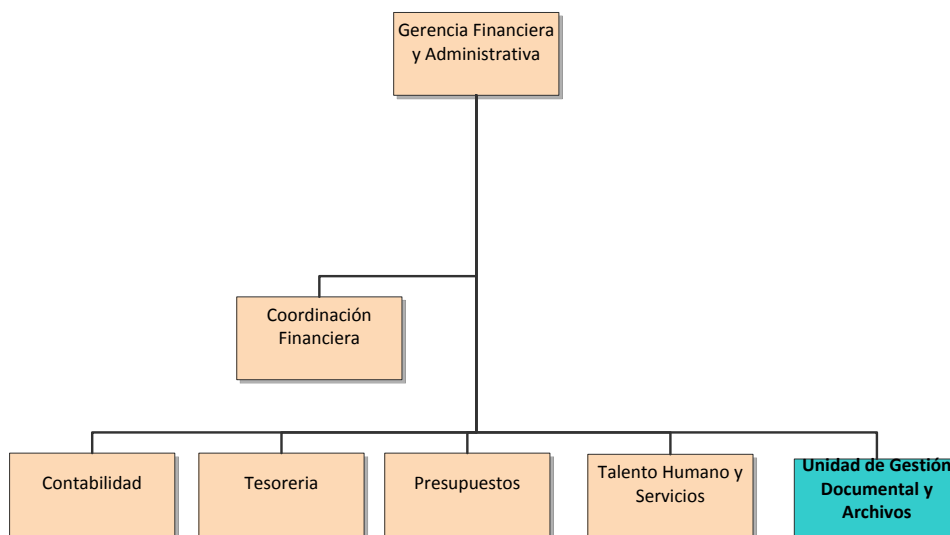 Gerencia Financiera
y Administrativa
Coordinación
Financiera
Contabilidad
Tesoreria
Presupuestos
Talento Humano y
Servicios
Unidad de Gestión
Documental y
Archivos